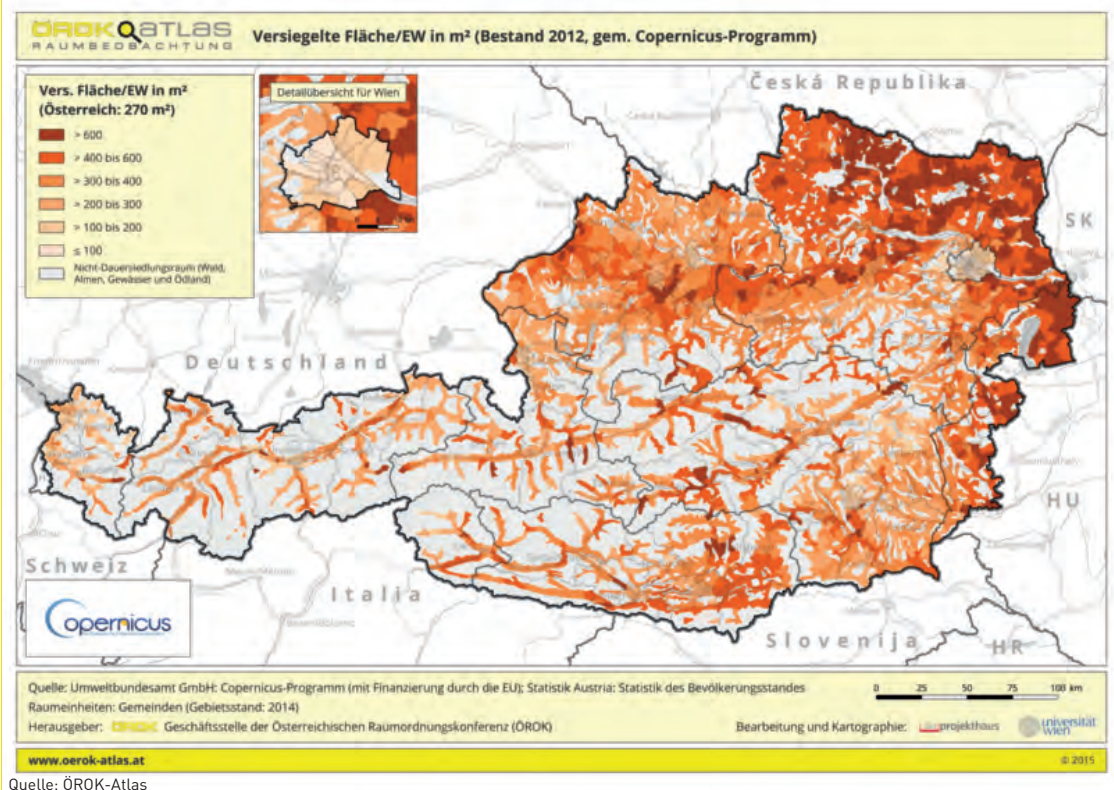 ÖROK ATLAS
RAUMBEOBACHTUNG
Versiegelte Fläche/EW in m² (Bestand 2012, gem. Copernicus-Programm)
Vers. Fläche/EW in m²
(Österreich: 270 m²)
> 600
> 400 bis 600
> 300 bis 400
> 200 bis 300
> 100 bis 200
≤ 100
Nicht-Dauersiedlungsraum (Wald,
Almen, Gewässer und Ödland)
Detailübersicht für Wien
Česká Republika
SK
Deutschland
HU
Schweiz
Italia
Slovenija
HR
Copernicus
Quelle: Umweltbundesamt GmbH: Copernicus-Programm (mit Finanzierung durch die EU); Statistik Austria: Statistik des Bevölkerungsstandes
Raumeinheiten: Gemeinden (Gebietsstand: 2014)
0 25 50 75 100 km
Herausgeber: ÖROK Geschäftsstelle der Österreichischen Raumordnungskonferenz (ÖROK)
Bearbeitung und Kartographie: projekthaus universität wien
www.oerok-atlas.at
© 2015
Quelle: ÖROK-Atlas